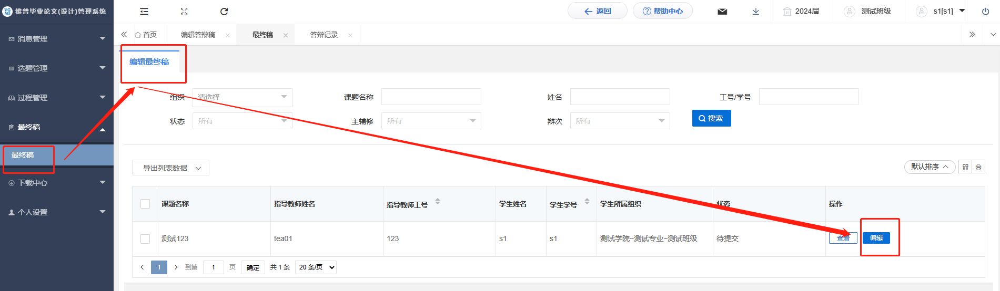 维普毕业论文(设计)管理系统
返回
帮助中心
2024届
测试班级
s1[s1]
消息管理
选题管理
过程管理
最终稿
最终稿
下载中心
个人设置
首页
编辑答辩稿
最终稿
答辩记录
编辑最终稿
组织 请选择 课题名称 姓名 工号/学号
状态 所有 主辅修 所有 辩次 所有 搜索
导出列表数据 默认排序
课题名称 指导教师姓名 指导教师工号 学生姓名 学生学号 学生所属组织 状态 操作
测试123 tea01 123 s1 s1 测试学院~测试专业~测试班级 待提交 查看 编辑
1 到第 1 页 确定 共 1 条 20 条/页